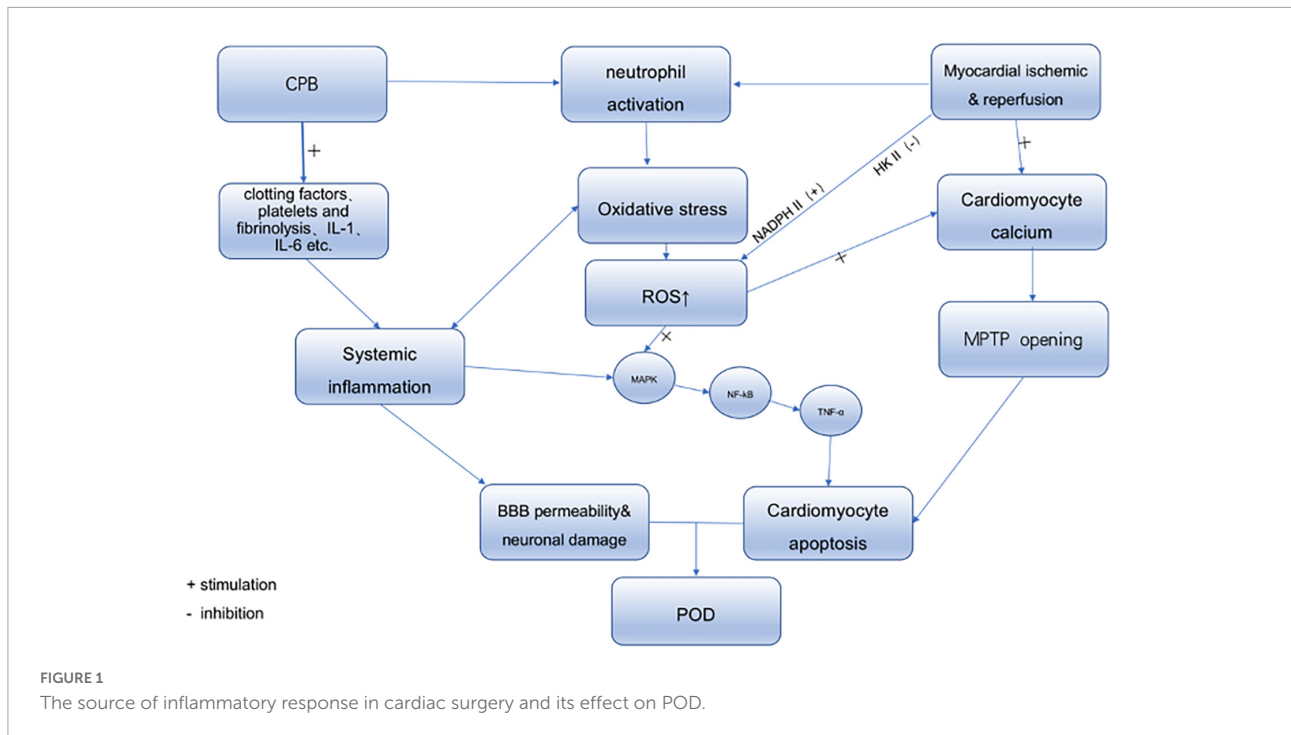 CPB
neutrophil
activation
Myocardial ischemic
& reperfusion
+
HK II (-)
NADPH II (+)
+
clotting factors、
platelets and
fibrinolysis、IL-1、
IL-6 etc.
Oxidative stress
Cardiomyocyte
calcium
+
ROS↑
+
Systemic
inflammation
MAPK
NF-kB
TNF-α
MPTP opening
BBB permeability&
neuronal damage
Cardiomyocyte
apoptosis
+ stimulation
- inhibition
POD
FIGURE 1
The source of inflammatory response in cardiac surgery and its effect on POD.